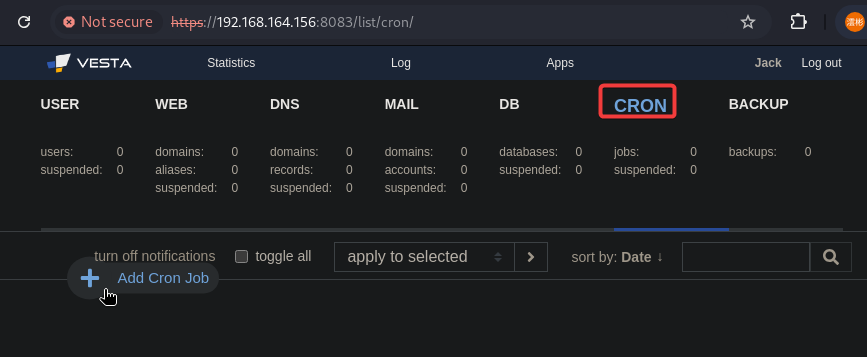 Not secure https://192.168.164.156:8083/list/cron/ 雲彬
VESTA Statistics Log Apps Jack Log out
USER WEB DNS MAIL DB CRON BACKUP
users: 0 domains: 0 domains: 0 domains: 0 databases: 0 jobs: 0 backups: 0
suspended: 0 aliases: 0 records: 0 accounts: 0 suspended: 0 suspended: 0
suspended: 0 suspended: 0 suspended: 0
turn off notifications toggle all apply to selected sort by: Date ↓
Add Cron Job